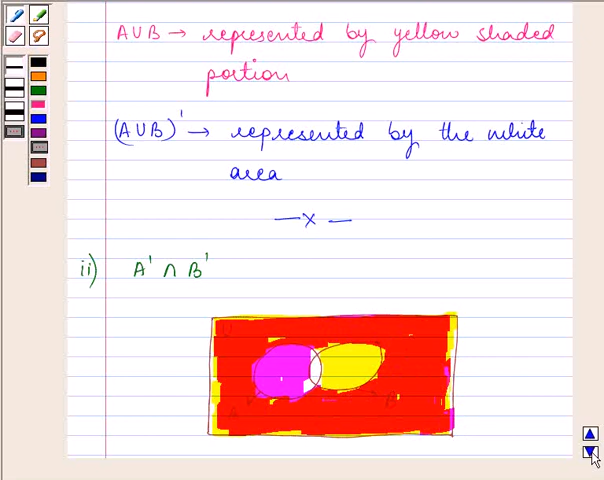 A∪B → represented by yellow shaded
portion
(A∪B)' → represented by the white
area
—x—
ii) A' ∩ B'
U
A B